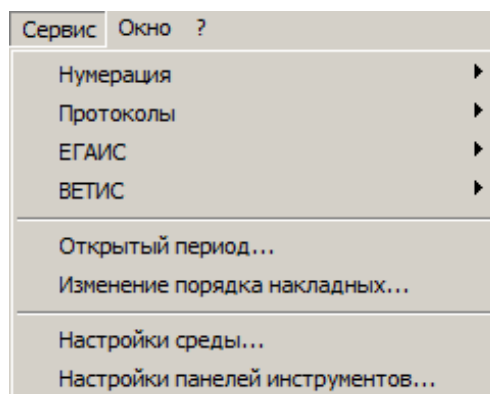 Сервис Окно ?
Нумерация
Протоколы
ЕГАИС
ВЕТИС
Открытый период...
Изменение порядка накладных...
Настройки среды...
Настройки панелей инструментов...